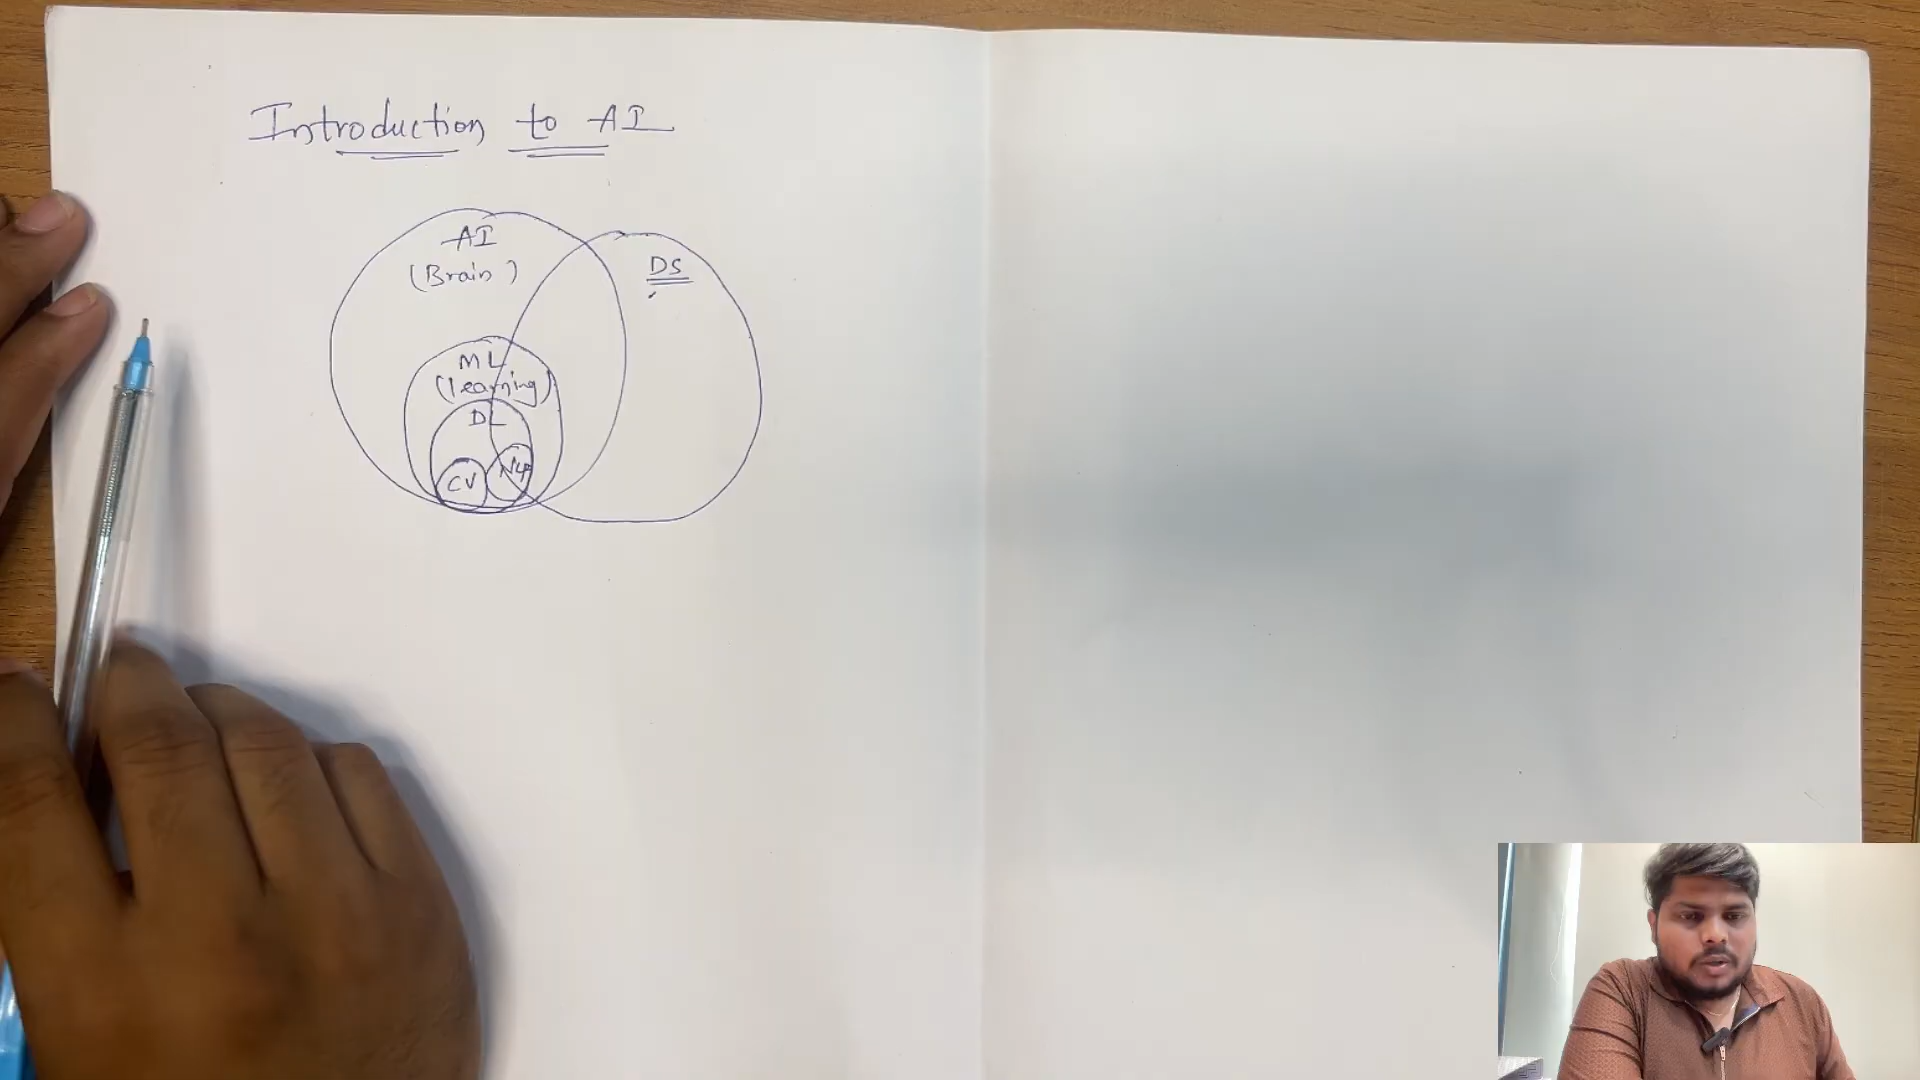 Introduction to AI
AI
(Brain)
DS
ML
(learning)
DL
CV
NLP